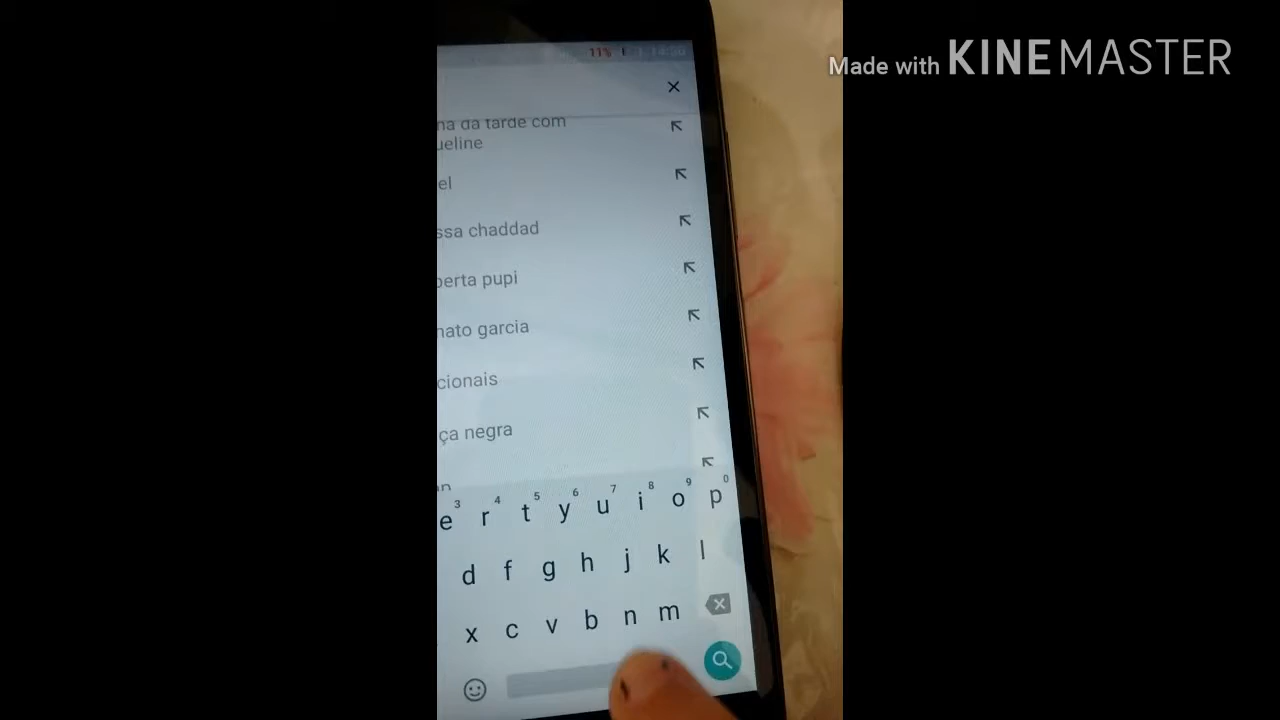 Made with KINEMASTER
11%
na da tarde com
ueline
el
ssa chaddad
berta pupi
nato garcia
cionais
ça negra
3 4 5 6 7 8 9 0
e r t y u i o p
d f g h j k l
x c v b n m